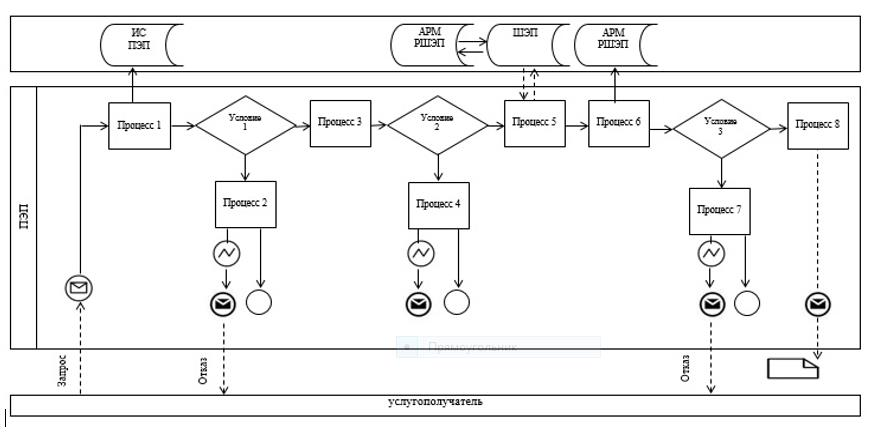 ИС
ПЭП
АРМ
РШЭП
ШЭП
АРМ
РШЭП
ПЭП
Процесс 1
Условие
1
Процесс 3
Условие
2
Процесс 5
Процесс 6
Условие
3
Процесс 8
Процесс 2
Процесс 4
Процесс 7
Прямоугольник
Запрос
Отказ
Отказ
услугополучатель